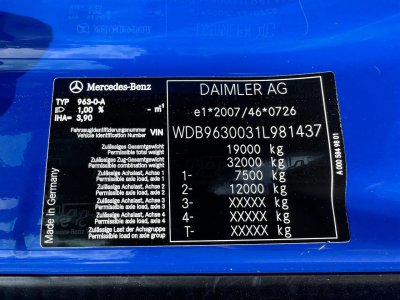 Mercedes-Benz
DAIMLER AG
TYP 963-0-A
1,00 % - m⁻¹
IHA= 3,90
e1*2007/46*0726
Fahrzeugidentifizierungsnummer
Vehicle Identification Number VIN
WDB9630031L981437
Zulässiges Gesamtgewicht
Permissible total weight
19000 kg
Zulässiges Zug-Gesamtgewicht
Permissible combination weight
32000 kg
Zulässige Achslast, Achse 1
Permissible axle load, axle 1
1- 7500 kg
Zulässige Achslast, Achse 2
Permissible axle load, axle 2
2- 12000 kg
Zulässige Achslast, Achse 3
Permissible axle load, axle 3
3- XXXXX kg
Zulässige Achslast, Achse 4
Permissible axle load, axle 4
4- XXXXX kg
Zulässige Last der Achsgruppe
Permissible load on axle group
T- XXXXX kg
Made in Germany